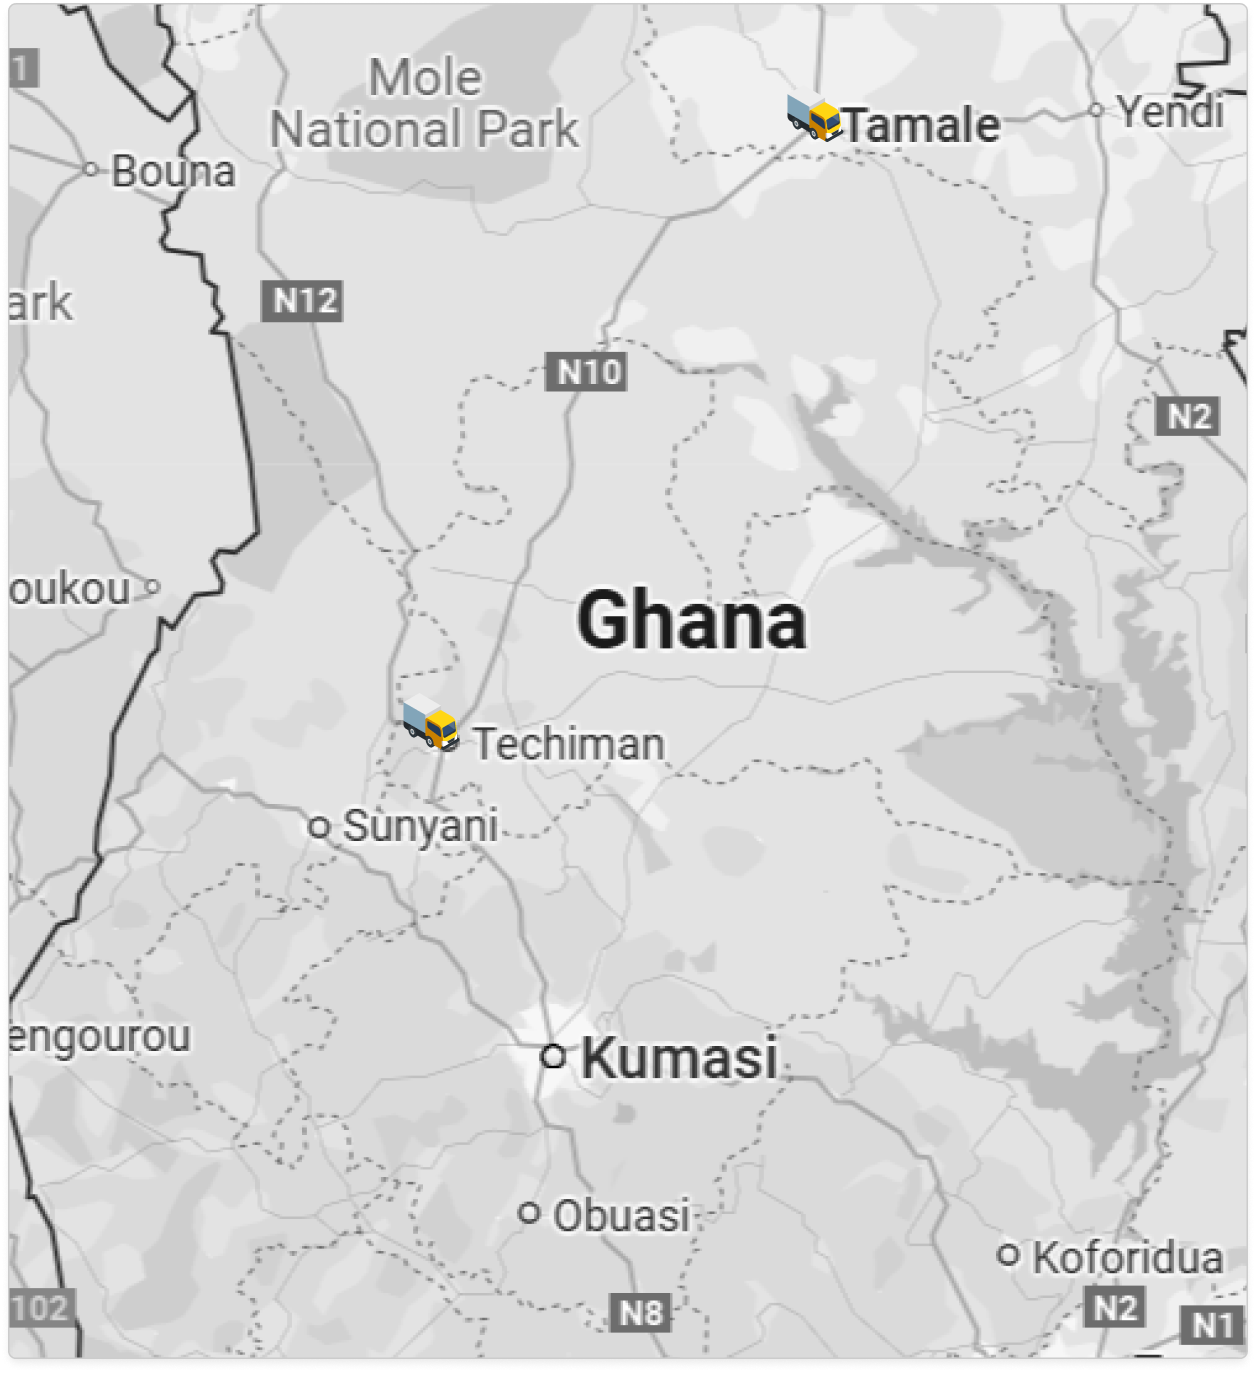 1
Mole
National Park
Tamale
Yendi
Bouna
ark
N12
N10
N2
oukou
Ghana
Techiman
Sunyani
engourou
Kumasi
Obuasi
Koforidua
102
N8
N2
N1